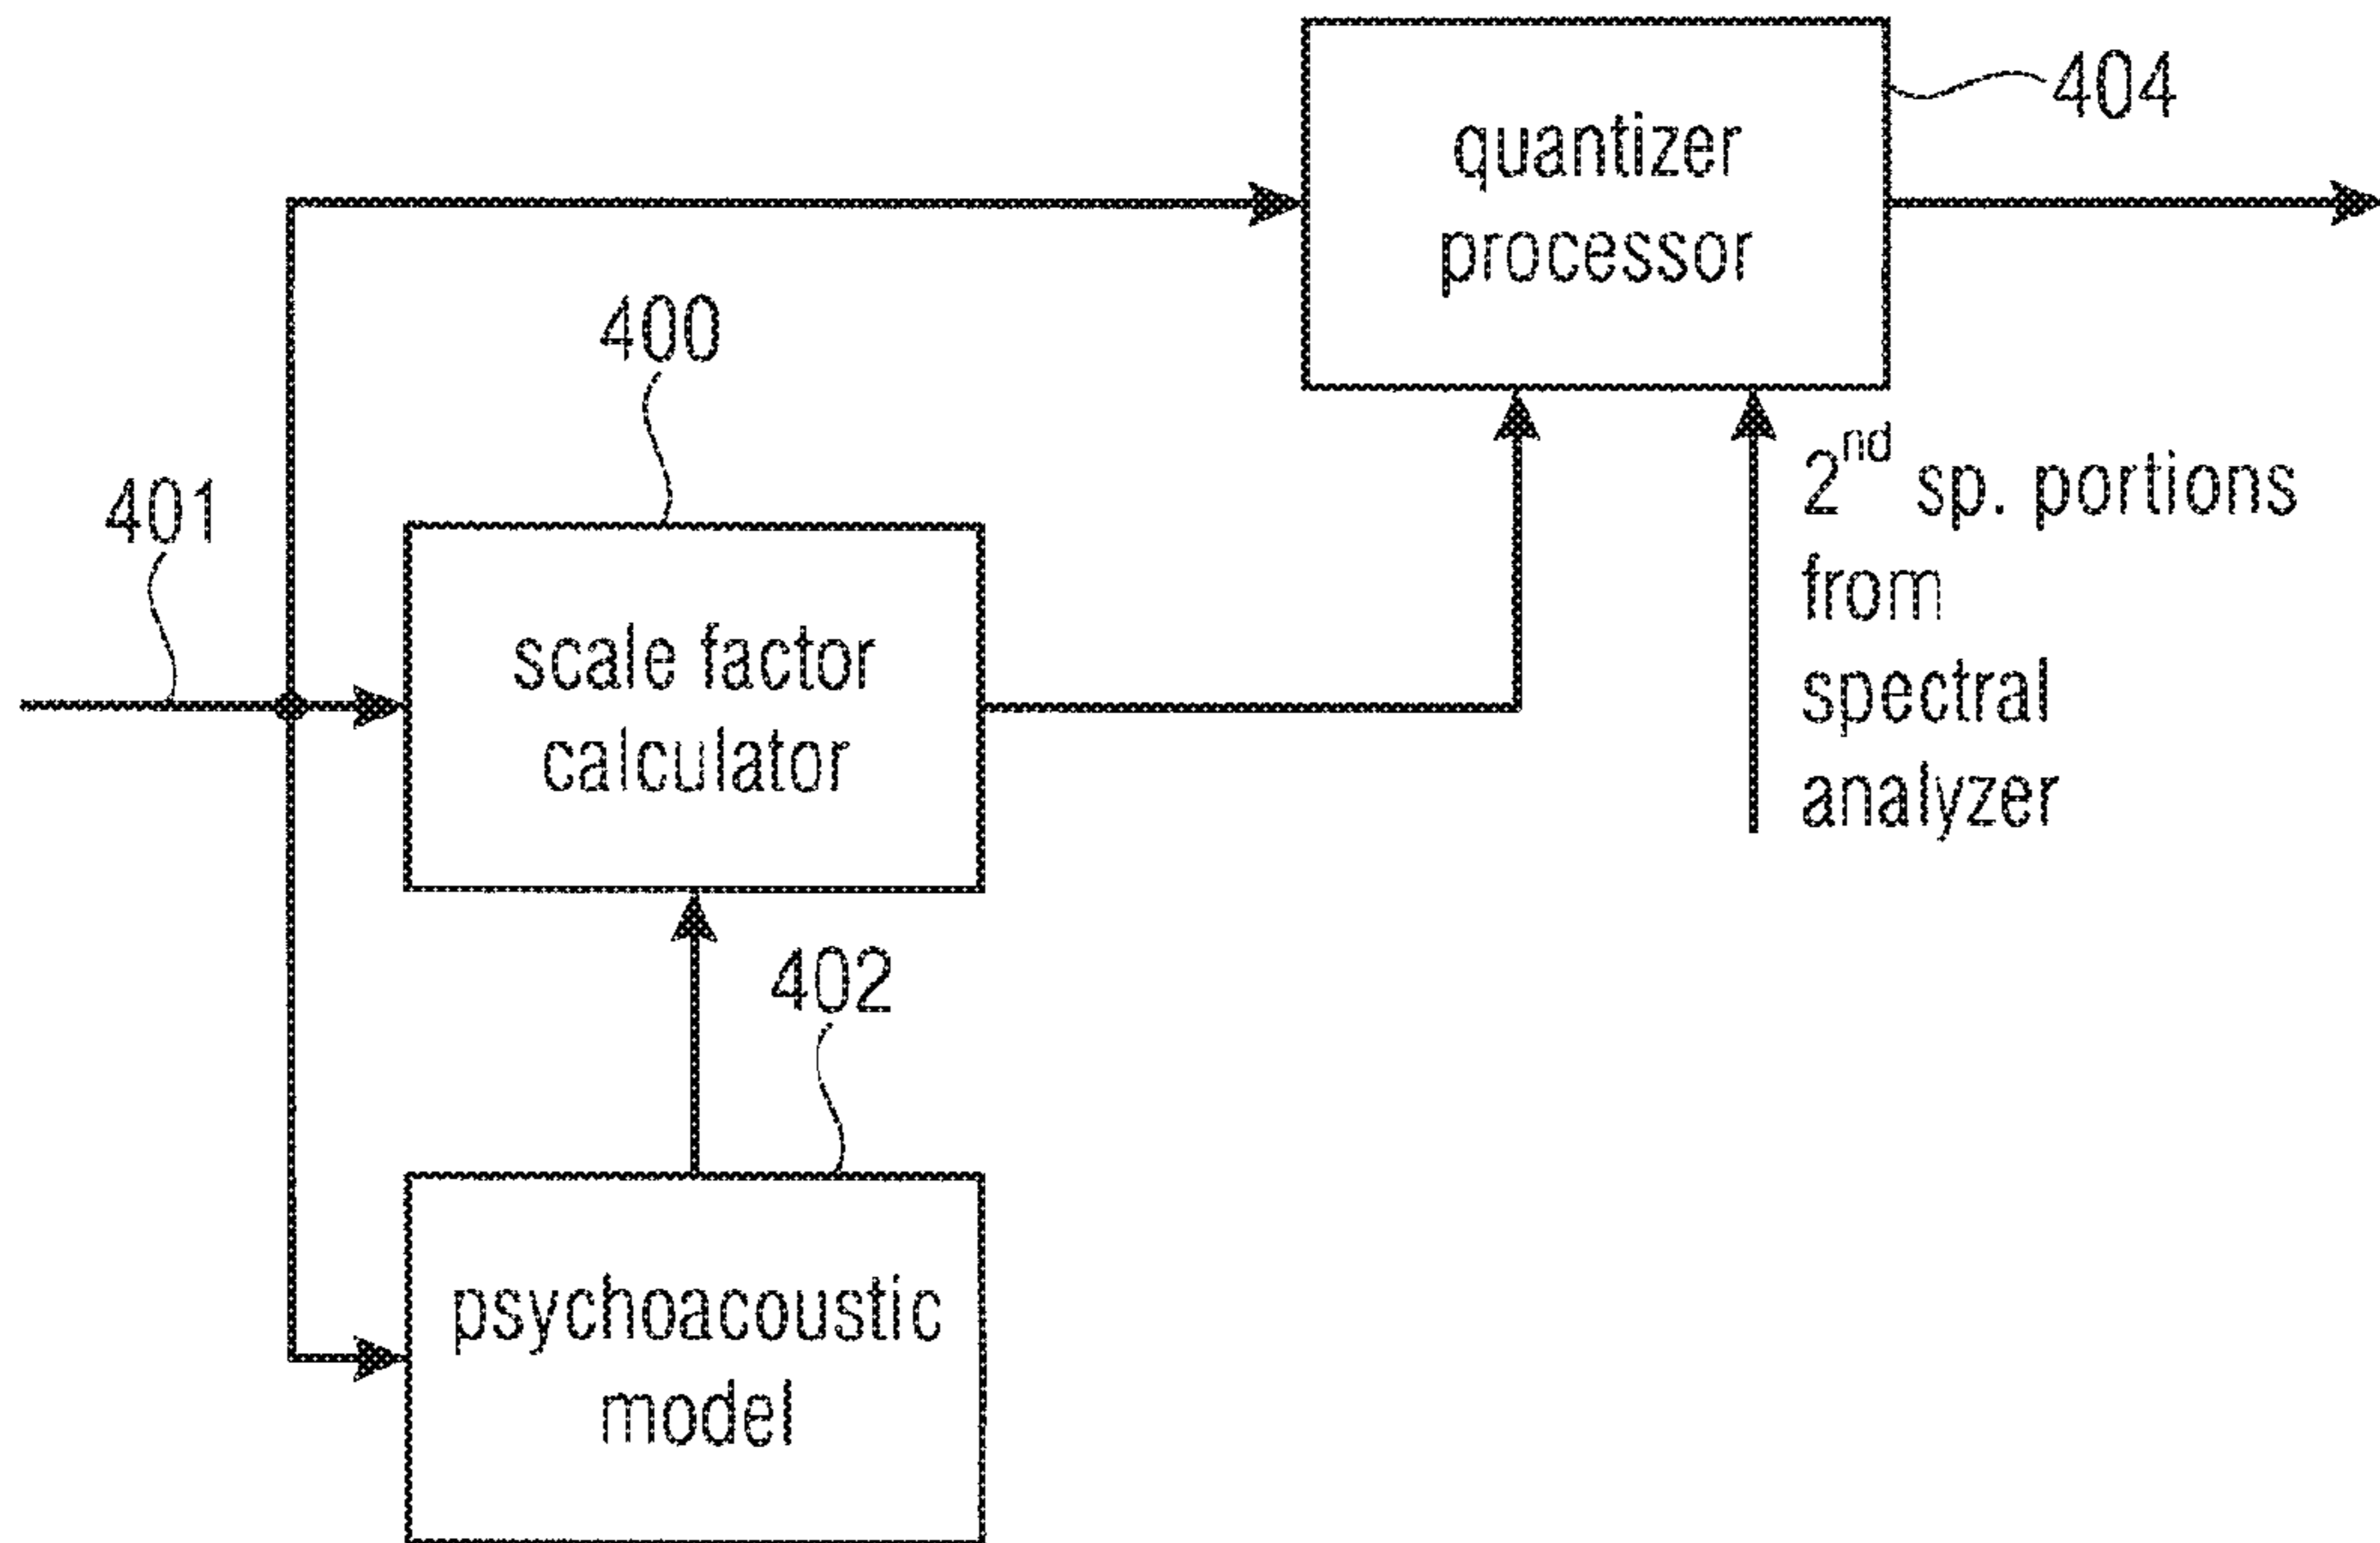 quantizer
processor
404
400
401
scale factor
calculator
2nd sp. portions
from
spectral
analyzer
402
psychoacoustic
model